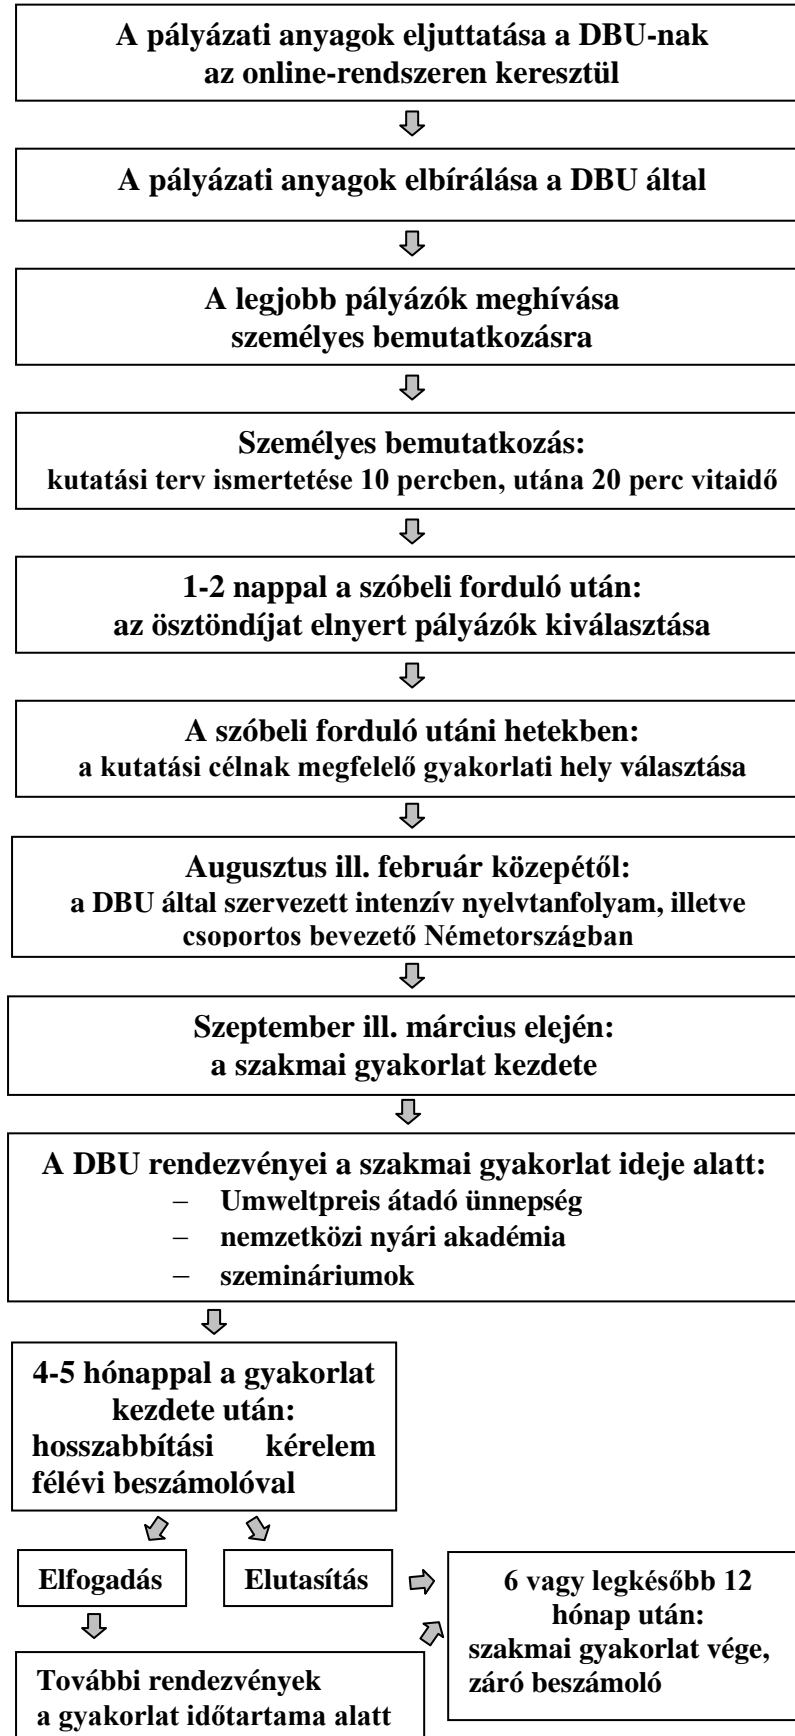 A pályázati anyagok eljuttatása a DBU-nak
az online-rendszeren keresztül
A pályázati anyagok elbírálása a DBU által
A legjobb pályázók meghívása
személyes bemutatkozásra
Személyes bemutatkozás:
kutatási terv ismertetése 10 percben, utána 20 perc vitaidő
1-2 nappal a szóbeli forduló után:
az ösztöndíjat elnyert pályázók kiválasztása
A szóbeli forduló utáni hetekben:
a kutatási célnak megfelelő gyakorlati hely választása
Augusztus ill. február közepétől:
a DBU által szervezett intenzív nyelvtanfolyam, illetve
csoportos bevezető Németországban
Szeptember ill. március elején:
a szakmai gyakorlat kezdete
A DBU rendezvényei a szakmai gyakorlat ideje alatt:
– Umweltpreis átadó ünnepség
– nemzetközi nyári akadémia
– szemináriumok
4-5 hónappal a gyakorlat
kezdete után:
hosszabbítási kérelem
félévi beszámolóval
Elfogadás
Elutasítás
6 vagy legkésőbb 12
hónap után:
szakmai gyakorlat vége,
záró beszámoló
További rendezvények
a gyakorlat időtartama alatt